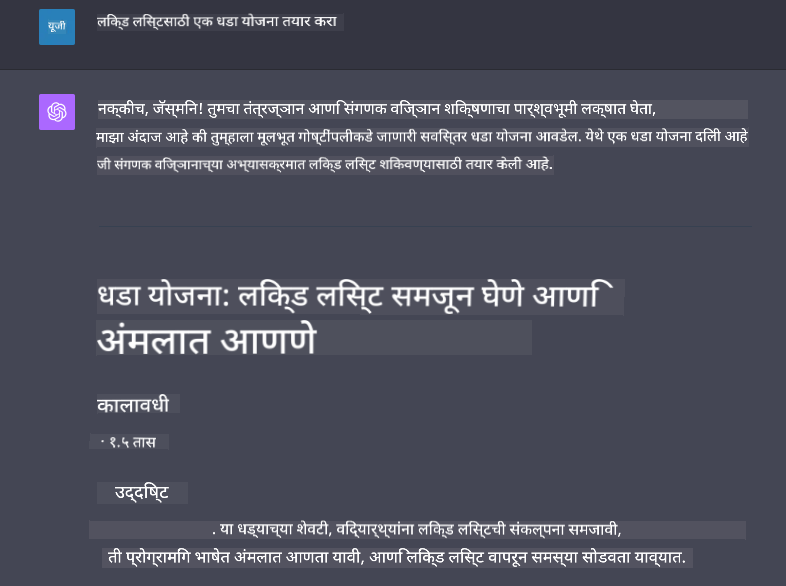 यूजी
लिंक्ड लिस्टसाठी एक धडा योजना तयार करा
नक्कीच, जॅस्मिन! तुमचा तंत्रज्ञान आणि संगणक विज्ञान शिक्षणाचा पार्श्वभूमी लक्षात घेता,
माझा अंदाज आहे की तुम्हाला मूलभूत गोष्टींपलीकडे जाणारी सविस्तर धडा योजना आवडेल. येथे एक धडा योजना दिली आहे
जी संगणक विज्ञानाच्या अभ्यासक्रमात लिंक्ड लिस्ट शिकवण्यासाठी तयार केली आहे.
धडा योजना: लिंक्ड लिस्ट समजून घेणे आणि
अंमलात आणणे
कालावधी
· १.५ तास
उद्दिष्ट
. या धड्याच्या शेवटी, विद्यार्थ्यांना लिंक्ड लिस्टची संकल्पना समजावी,
ती प्रोग्रामिंग भाषेत अंमलात आणता यावी, आणि लिंक्ड लिस्ट वापरून समस्या सोडवता याव्यात.